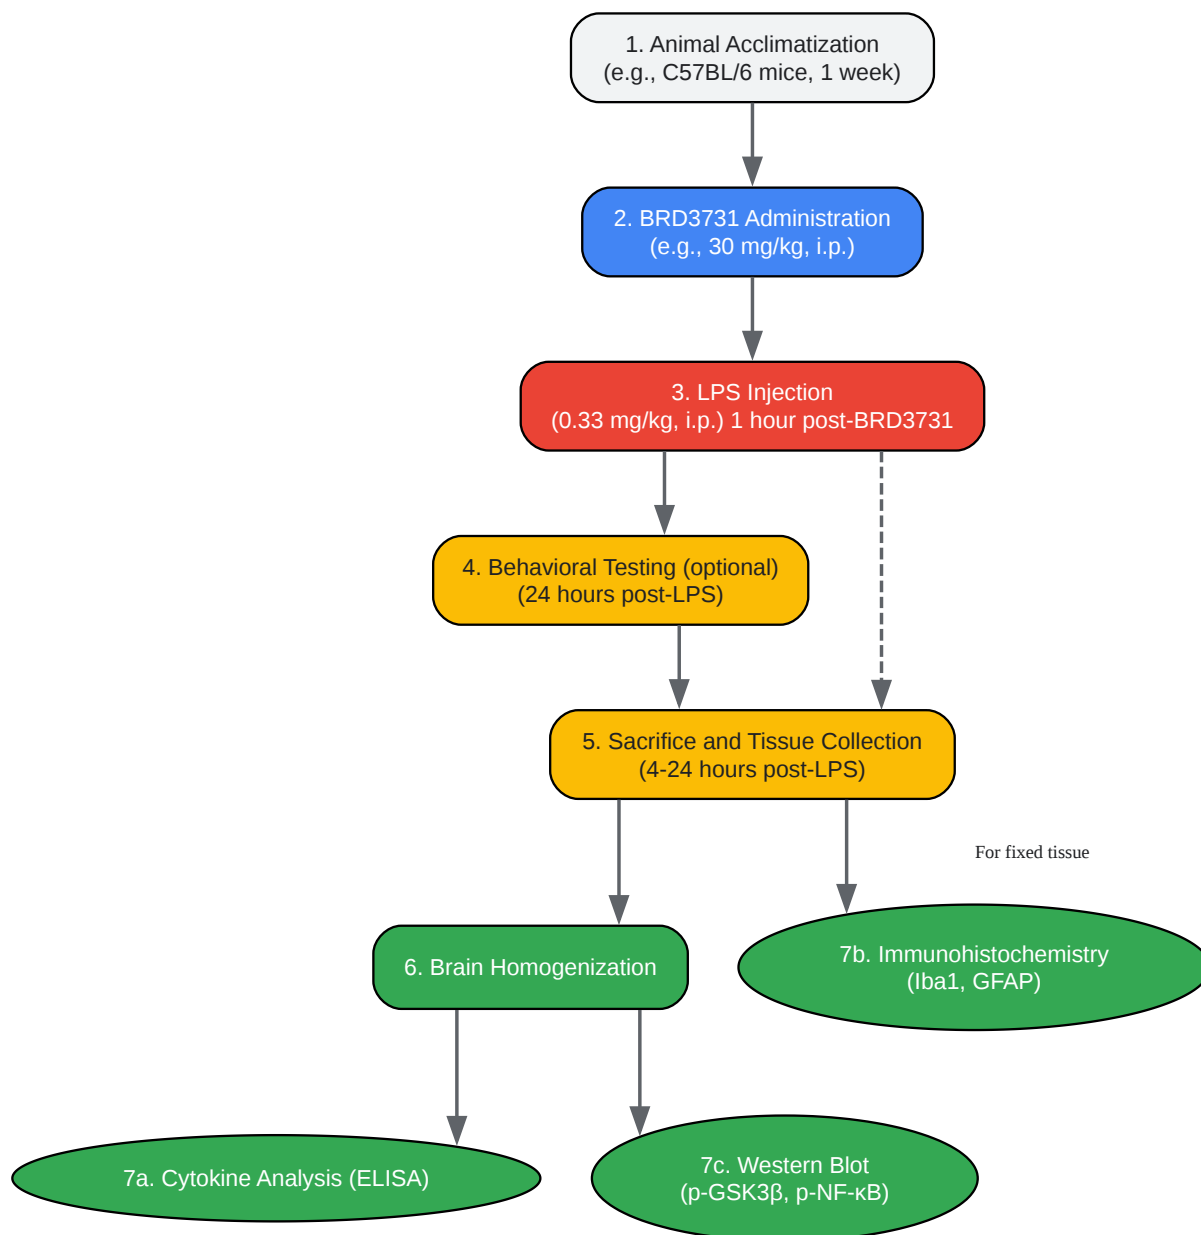 1. Animal Acclimatization
(e.g., C57BL/6 mice, 1 week)
2. BRD3731 Administration
(e.g., 30 mg/kg, i.p.)
3. LPS Injection
(0.33 mg/kg, i.p.) 1 hour post-BRD3731
4. Behavioral Testing (optional)
(24 hours post-LPS)
5. Sacrifice and Tissue Collection
(4-24 hours post-LPS)
For fixed tissue
6. Brain Homogenization
7b. Immunohistochemistry
(Iba1, GFAP)
7a. Cytokine Analysis (ELISA)
7c. Western Blot
(p-GSK3β, p-NF-κB)